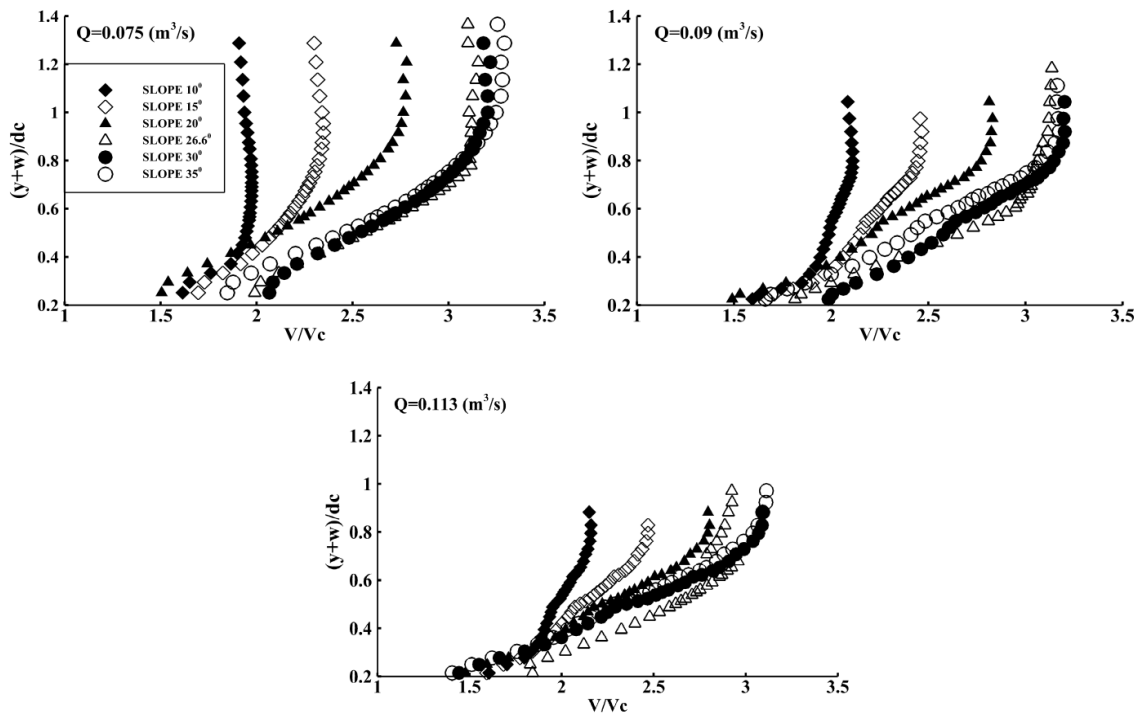 1.4
Q=0.075 (m³/s)
1.2
SLOPE 10⁰
SLOPE 15⁰
SLOPE 20⁰
SLOPE 26.6⁰
SLOPE 30⁰
SLOPE 35⁰
1
(y+w)/dc
0.8
0.6
0.4
0.2
1 1.5 2 2.5 3 3.5
V/Vc
1.4
Q=0.09 (m³/s)
1.2
1
(y+w)/dc
0.8
0.6
0.4
0.2
1 1.5 2 2.5 3 3.5
V/Vc
1.4
Q=0.113 (m³/s)
1.2
1
(y+w)/dc
0.8
0.6
0.4
0.2
1 1.5 2 2.5 3 3.5
V/Vc